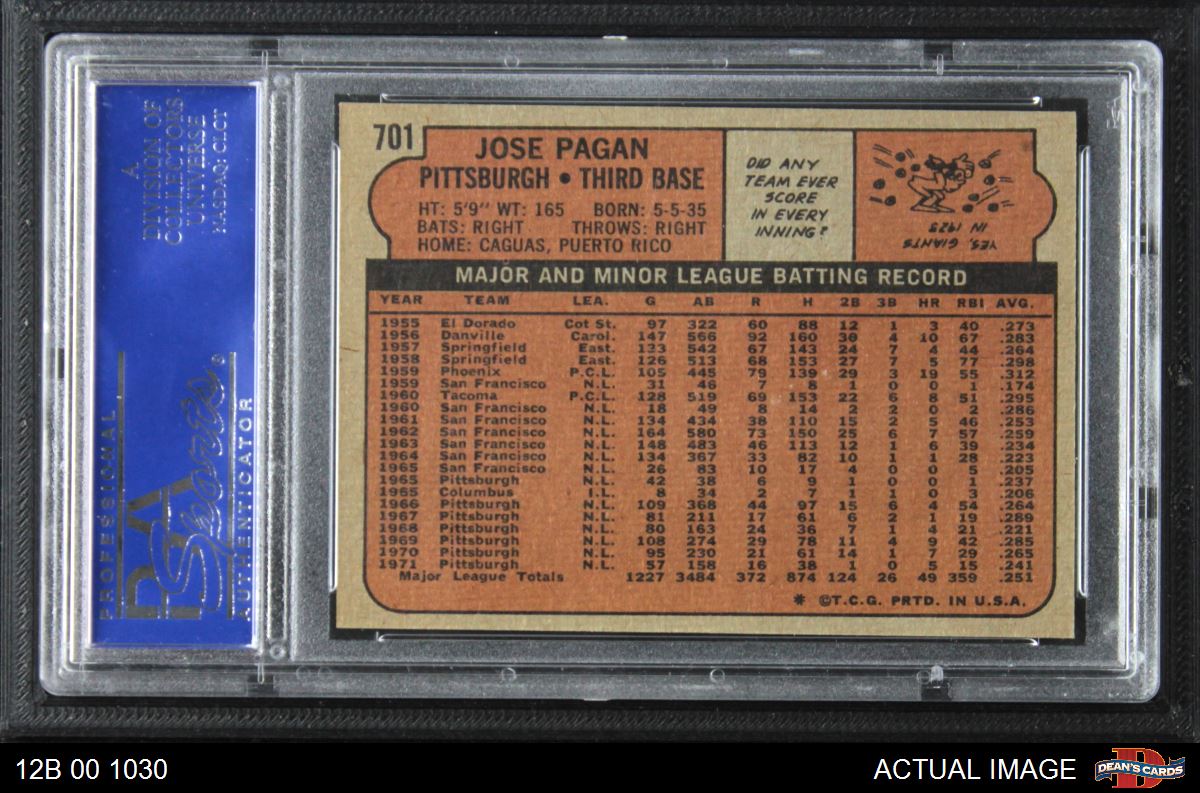 A
DIVISION OF
COLLECTORS
UNIVERSE
NASDAQ: CLCT
PROFESSIONAL
PSA
Sports
AUTHENTICATOR
701
JOSE PAGAN
PITTSBURGH • THIRD BASE
HT: 5'9" WT: 165 BORN: 5-5-35
BATS: RIGHT THROWS: RIGHT
HOME: CAGUAS, PUERTO RICO
DID ANY
TEAM EVER
SCORE
IN EVERY
INNING?
YES, GIANTS
IN 1923
MAJOR AND MINOR LEAGUE BATTING RECORD
YEAR TEAM LEA. G AB R H 2B 3B HR RBI AVG.
1955 El Dorado Cot St. 97 322 60 88 12 1 3 40 .273
1956 Danville Carol. 147 566 92 160 30 4 10 67 .283
1957 Springfield East. 123 542 67 143 24 7 4 44 .264
1958 Springfield East. 126 513 68 153 27 7 5 77 .298
1959 Phoenix P.C.L. 105 445 79 139 29 3 19 55 .312
1959 San Francisco N.L. 31 46 7 8 1 0 0 1 .174
1960 Tacoma P.C.L. 128 519 69 153 22 6 8 51 .295
1960 San Francisco N.L. 18 49 8 14 2 2 0 2 .286
1961 San Francisco N.L. 134 434 38 110 15 2 5 46 .253
1962 San Francisco N.L. 164 580 73 150 25 6 7 57 .259
1963 San Francisco N.L. 148 483 46 113 12 1 6 39 .234
1964 San Francisco N.L. 134 367 33 82 10 1 1 28 .223
1965 San Francisco N.L. 26 83 10 17 4 0 0 5 .205
1965 Pittsburgh N.L. 42 38 6 9 1 0 0 1 .237
1965 Columbus I.L. 8 34 2 7 1 1 0 3 .206
1966 Pittsburgh N.L. 109 368 44 97 15 6 4 54 .264
1967 Pittsburgh N.L. 81 211 17 61 6 2 1 19 .289
1968 Pittsburgh N.L. 80 163 24 36 7 1 4 21 .221
1969 Pittsburgh N.L. 108 274 29 78 11 4 9 42 .285
1970 Pittsburgh N.L. 95 230 21 61 14 1 7 29 .265
1971 Pittsburgh N.L. 57 158 16 38 1 0 5 15 .241
Major League Totals 1227 3484 372 874 124 26 49 359 .251
* ©T.C.G. PRTD. IN U.S.A.
12B 00 1030
ACTUAL IMAGE
DEAN'S CARDS